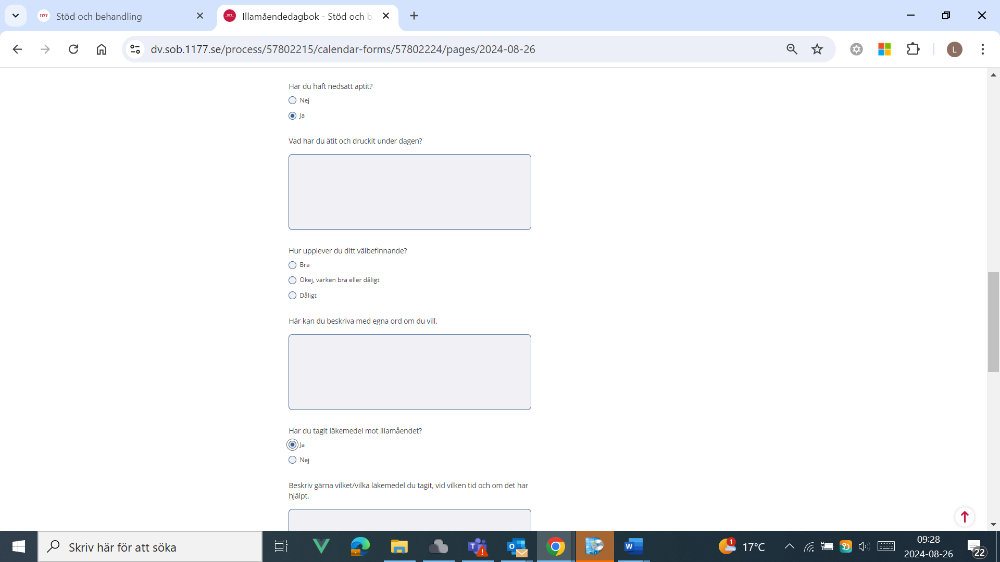 1177
Stöd och behandling
Illamåendedagbok - Stöd och b
dv.sob.1177.se/process/57802215/calendar-forms/57802224/pages/2024-08-26
L
Har du haft nedsatt aptit?
Nej
Ja
Vad har du ätit och druckit under dagen?
Hur upplever du ditt välbefinnande?
Bra
Okej, varken bra eller dåligt
Dåligt
Här kan du beskriva med egna ord om du vill.
Har du tagit läkemedel mot illamåendet?
Ja
Nej
Beskriv gärna vilket/vilka läkemedel du tagit, vid vilken tid och om det har
hjälpt.
Skriv här för att söka
1
17°C
09:28
2024-08-26
22